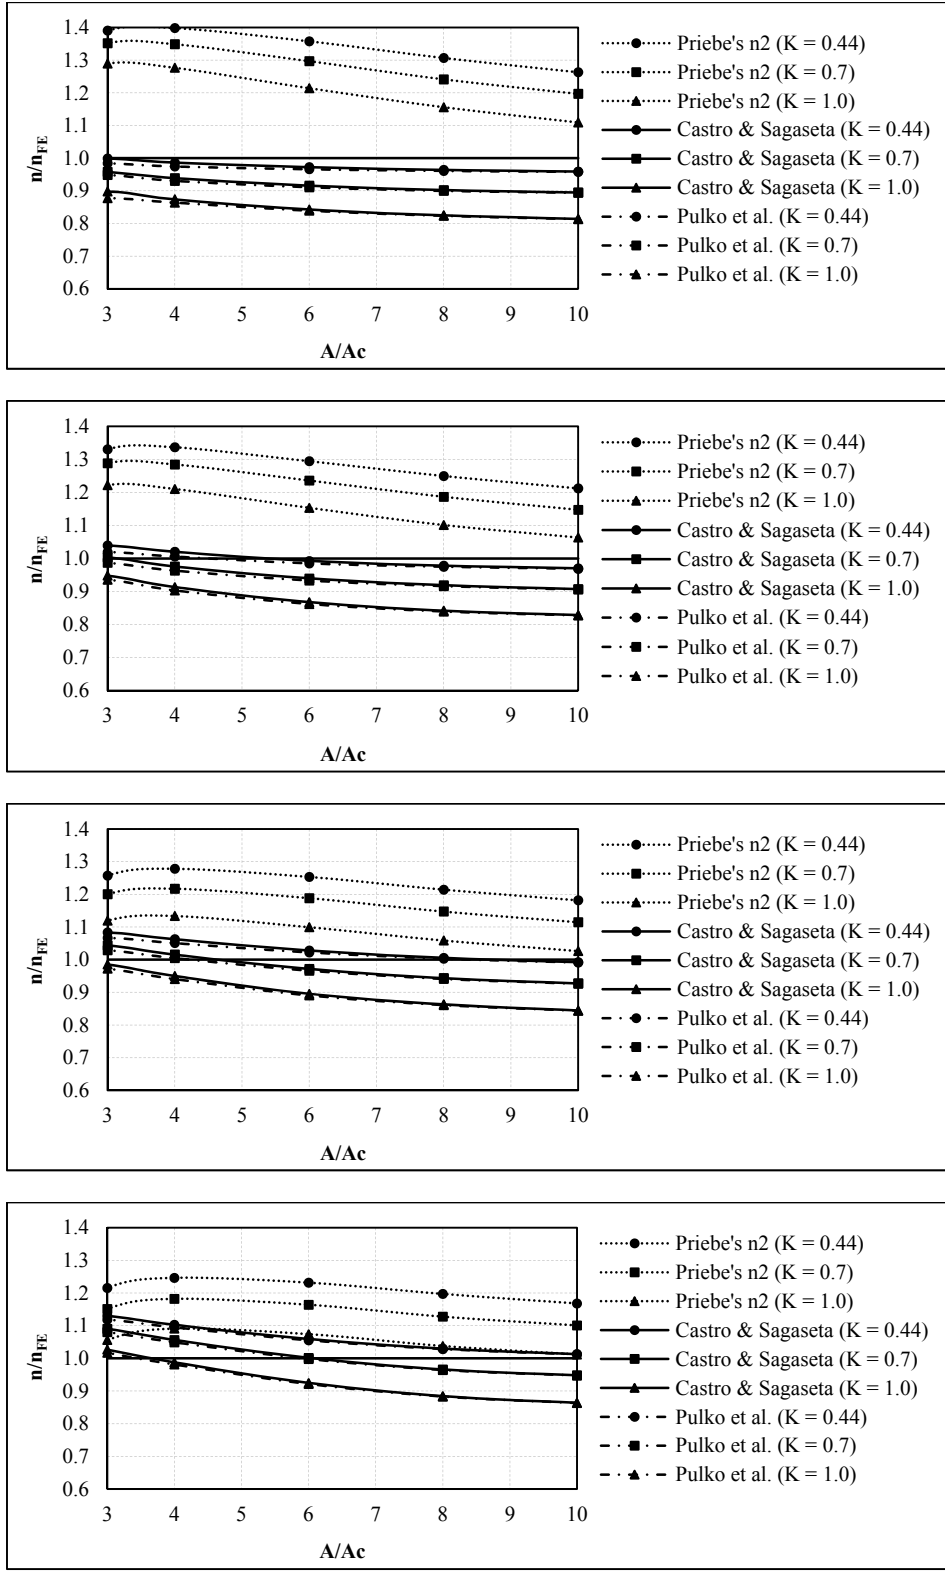 1.4
1.3
1.2
1.1
1.0
0.9
0.8
0.7
0.6
n/nFE
3 4 5 6 7 8 9 10
A/Ac
Priebe's n2 (K = 0.44)
Priebe's n2 (K = 0.7)
Priebe's n2 (K = 1.0)
Castro & Sagaseta (K = 0.44)
Castro & Sagaseta (K = 0.7)
Castro & Sagaseta (K = 1.0)
Pulko et al. (K = 0.44)
Pulko et al. (K = 0.7)
Pulko et al. (K = 1.0)
1.4
1.3
1.2
1.1
1.0
0.9
0.8
0.7
0.6
n/nFE
3 4 5 6 7 8 9 10
A/Ac
Priebe's n2 (K = 0.44)
Priebe's n2 (K = 0.7)
Priebe's n2 (K = 1.0)
Castro & Sagaseta (K = 0.44)
Castro & Sagaseta (K = 0.7)
Castro & Sagaseta (K = 1.0)
Pulko et al. (K = 0.44)
Pulko et al. (K = 0.7)
Pulko et al. (K = 1.0)
1.4
1.3
1.2
1.1
1.0
0.9
0.8
0.7
0.6
n/nFE
3 4 5 6 7 8 9 10
A/Ac
Priebe's n2 (K = 0.44)
Priebe's n2 (K = 0.7)
Priebe's n2 (K = 1.0)
Castro & Sagaseta (K = 0.44)
Castro & Sagaseta (K = 0.7)
Castro & Sagaseta (K = 1.0)
Pulko et al. (K = 0.44)
Pulko et al. (K = 0.7)
Pulko et al. (K = 1.0)
1.4
1.3
1.2
1.1
1.0
0.9
0.8
0.7
0.6
n/nFE
3 4 5 6 7 8 9 10
A/Ac
Priebe's n2 (K = 0.44)
Priebe's n2 (K = 0.7)
Priebe's n2 (K = 1.0)
Castro & Sagaseta (K = 0.44)
Castro & Sagaseta (K = 0.7)
Castro & Sagaseta (K = 1.0)
Pulko et al. (K = 0.44)
Pulko et al. (K = 0.7)
Pulko et al. (K = 1.0)